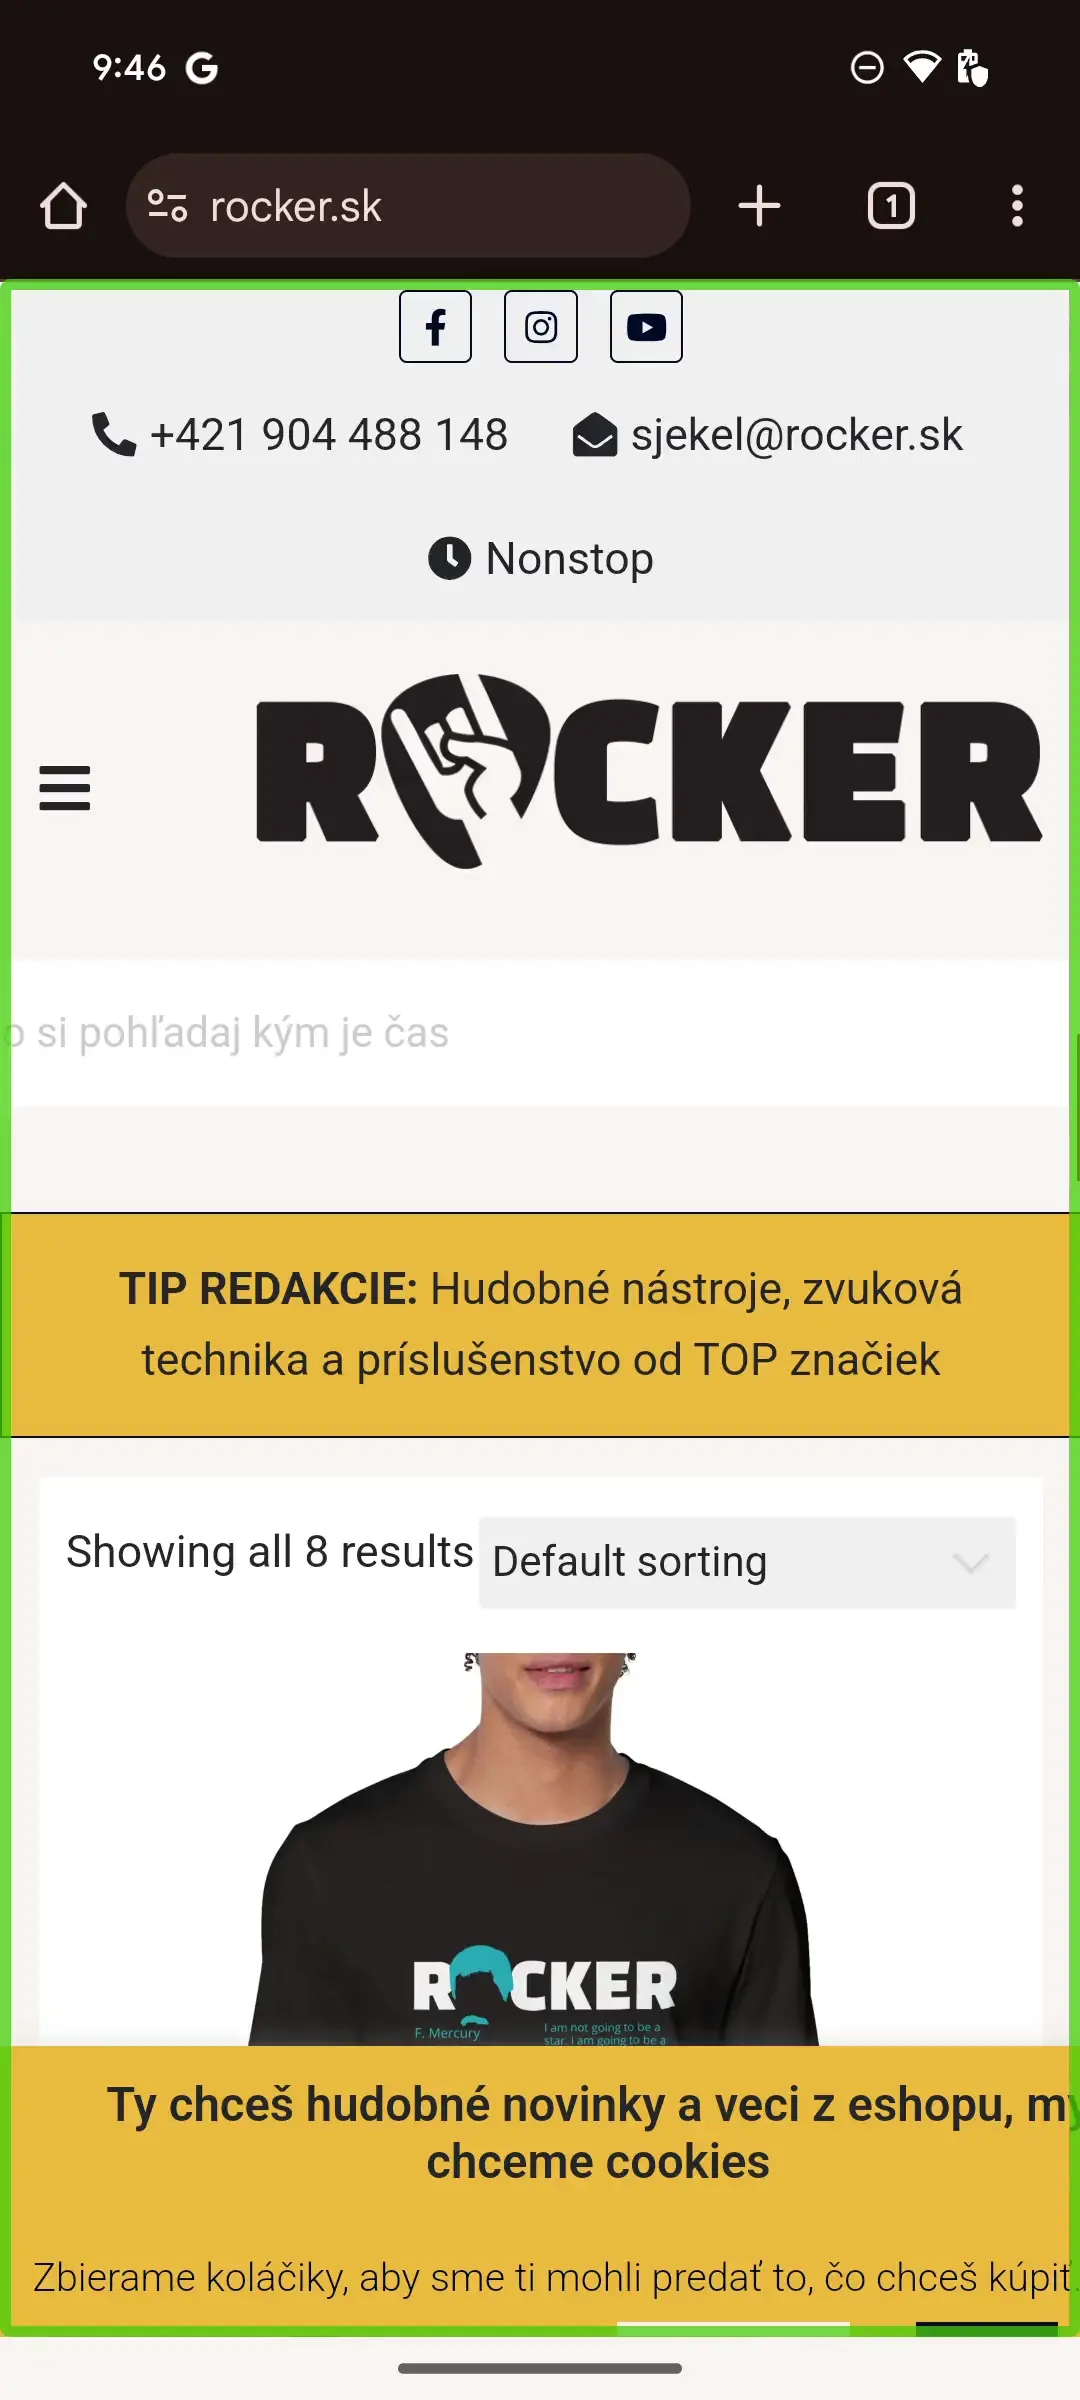 9:46
rocker.sk
1
+421 904 488 148
sjekel@rocker.sk
Nonstop
ROCKER
o si pohľadaj kým je čas
TIP REDAKCIE: Hudobné nástroje, zvuková
technika a príslušenstvo od TOP značiek
Showing all 8 results
Default sorting
ROCKER
F. Mercury
I am not going to be a
star, I am going to be a
Ty chceš hudobné novinky a veci z eshopu, my
chceme cookies
Zbierame koláčiky, aby sme ti mohli predať to, čo chceš kúpiť.